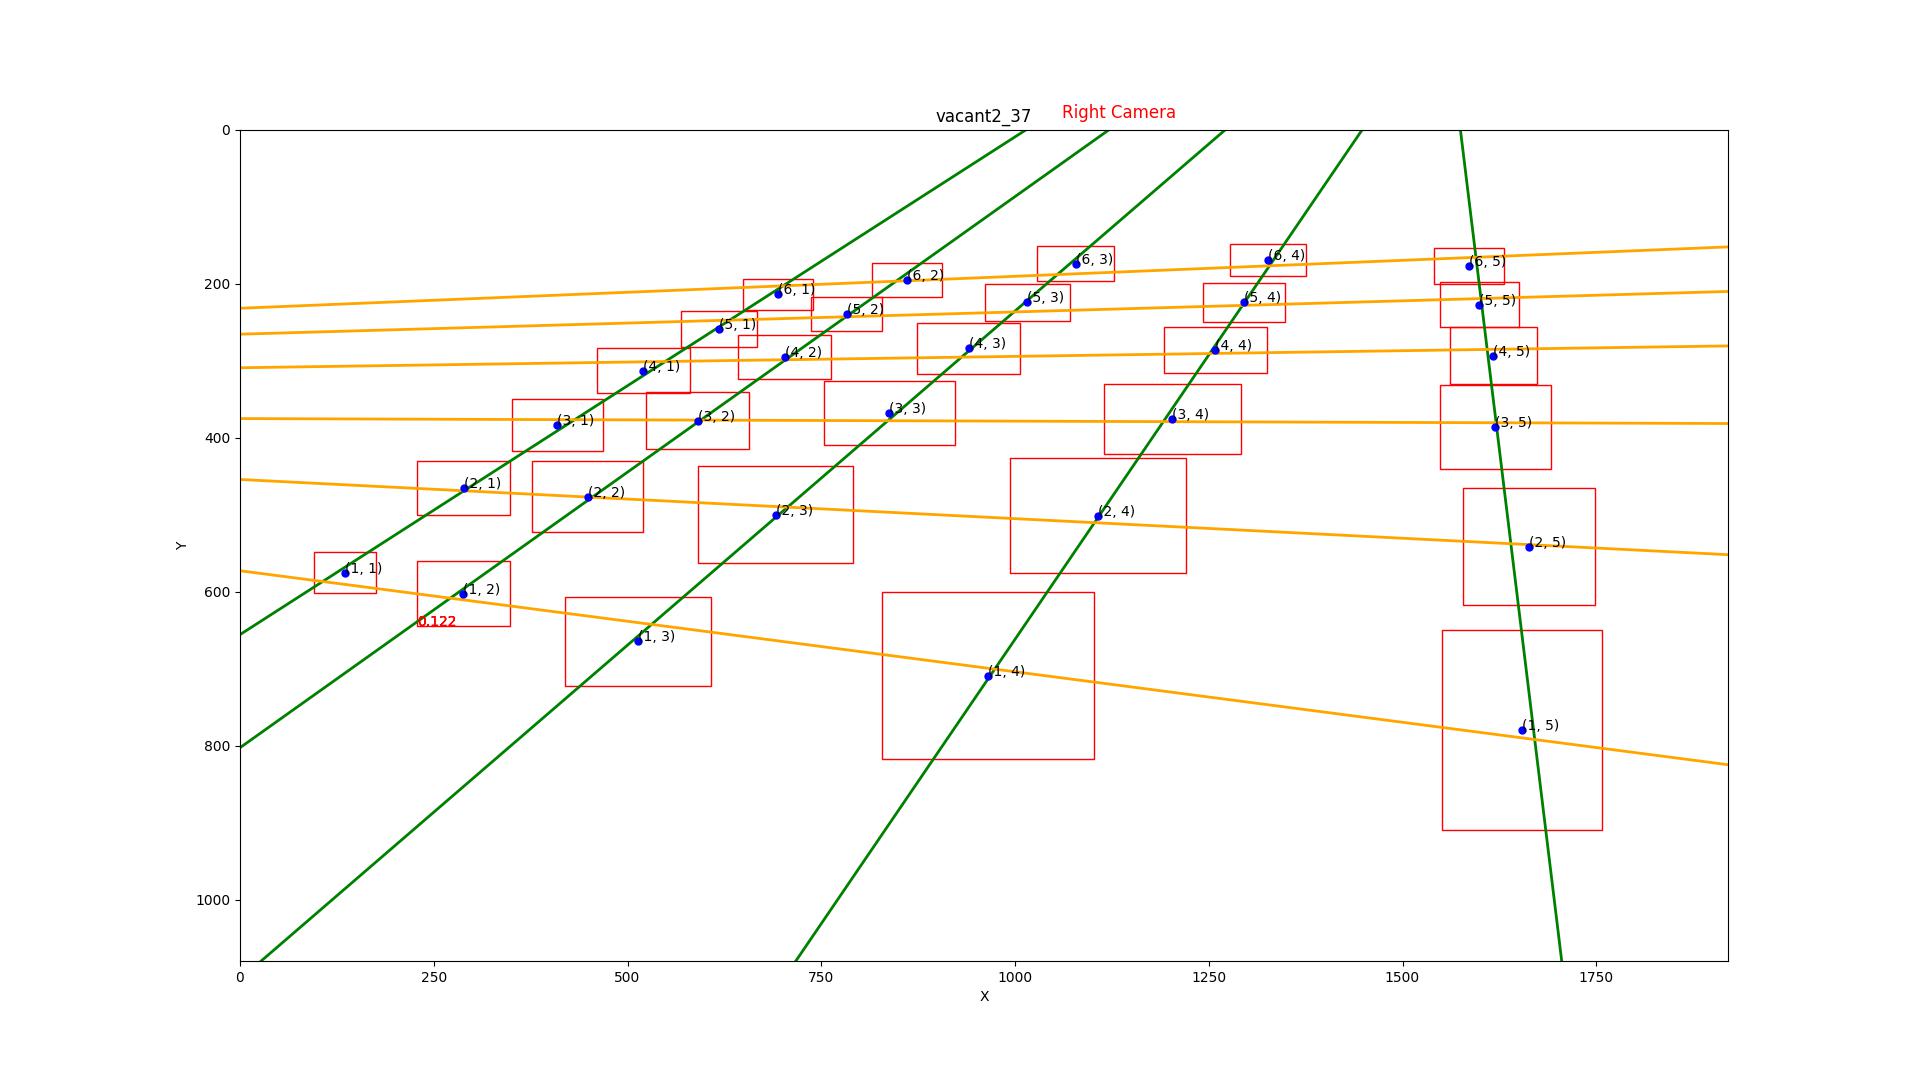 vacant2_37 Right Camera
0
(6, 3) (6, 4) (6, 5)
200 (6, 1) (6, 2)
(5, 1) (5, 2) (5, 3) (5, 4) (5, 5)
(4, 1) (4, 2) (4, 3) (4, 4) (4, 5)
400 (3, 1) (3, 2) (3, 3) (3, 4) (3, 5)
(2, 1) (2, 2) (2, 3) (2, 4) (2, 5)
Y
600 (1, 1) (1, 2)
0.122
(1, 3) (1, 4) (1, 5)
800
1000
0 250 500 750 1000 1250 1500 1750
X